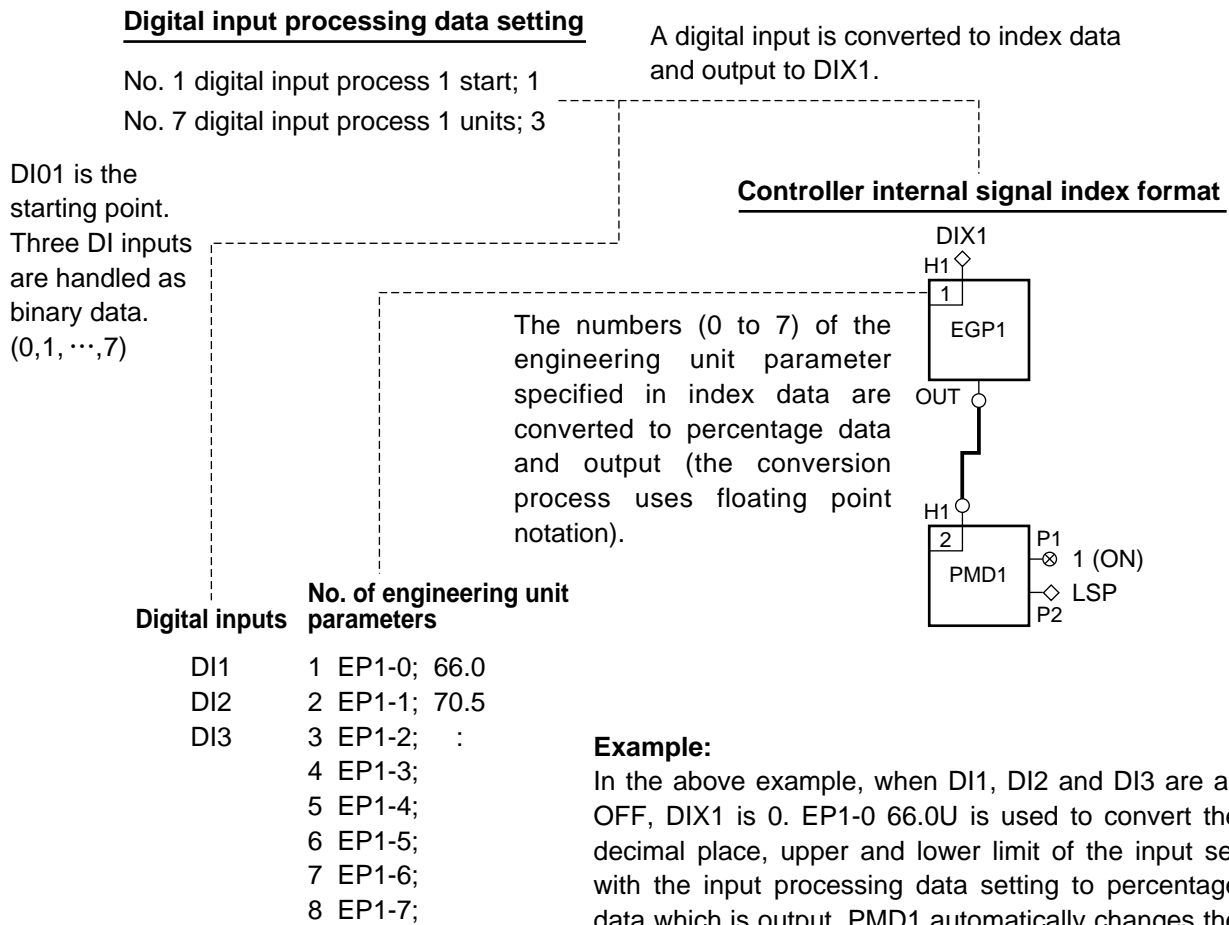 Digital input processing data setting
No. 1 digital input process 1 start; 1
No. 7 digital input process 1 units; 3
A digital input is converted to index data
and output to DIX1.
DI01 is the
starting point.
Three DI inputs
are handled as
binary data.
(0,1, ⋯,7)
Controller internal signal index format
DIX1
H1
1
EGP1
OUT
The numbers (0 to 7) of the
engineering unit parameter
specified in index data are
converted to percentage data
and output (the conversion
process uses floating point
notation).
H1
2
PMD1
P1
1 (ON)
LSP
P2
Digital inputs
No. of engineering unit
parameters
DI1 1 EP1-0; 66.0
DI2 2 EP1-1; 70.5
DI3 3 EP1-2; :
4 EP1-3;
5 EP1-4;
6 EP1-5;
7 EP1-6;
8 EP1-7;
Example:
In the above example, when DI1, DI2 and DI3 are
OFF, DIX1 is 0. EP1-0 66.0U is used to convert
decimal place, upper and lower limit of the input
with the input processing data setting to percentage
data which is output. PMD1 automatically changes